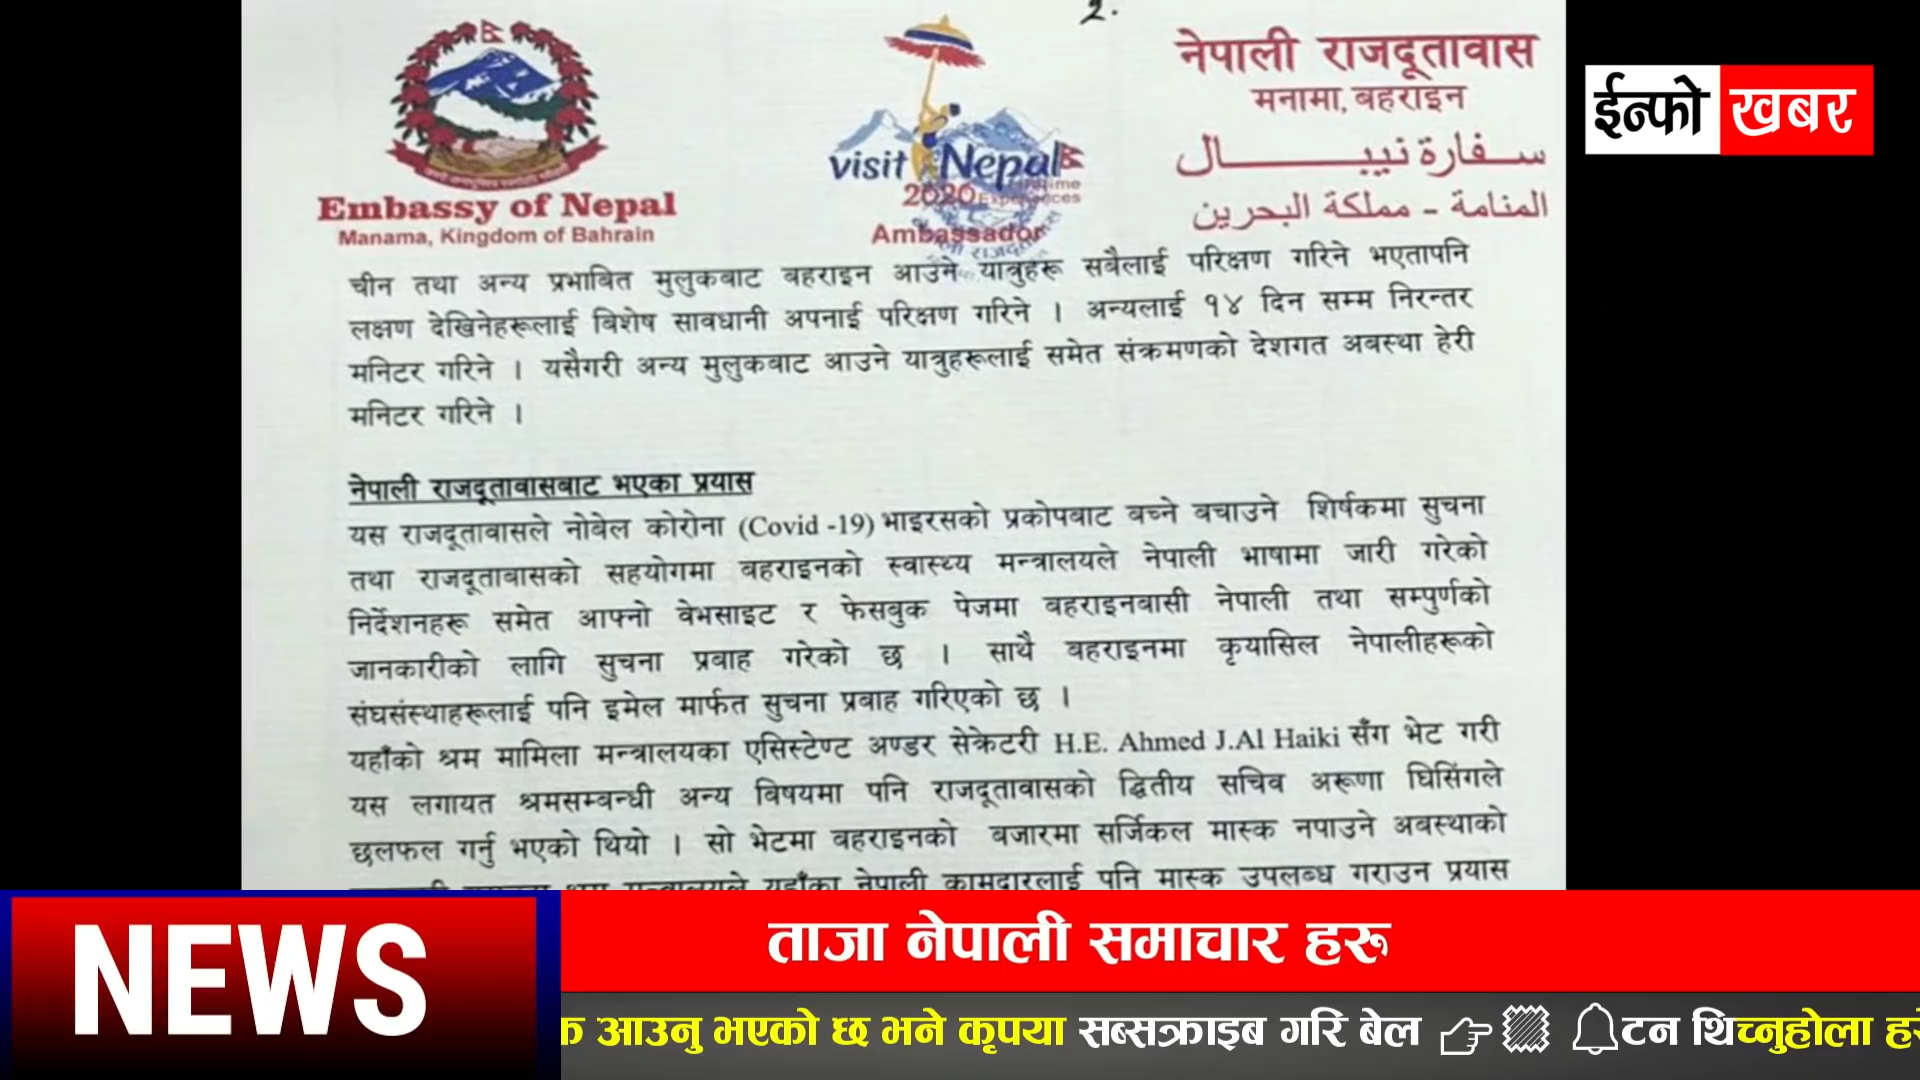 २.
Embassy of Nepal
Manama, Kingdom of Bahrain
visit Nepal
2020
Experiences
Ambassador
नेपाली राजदूतावास
मनामा, बहराइन
سفارة نيبال
المنامة - مملكة البحرين
ईन्फो खबर
चीन तथा अन्य प्रभाबित मुलुकबाट बहराइन आउने यात्रुहरू सबैलाई परिक्षण गरिने भएतापनि
लक्षण देखिनेहरूलाई बिशेष सावधानी अपनाई परिक्षण गरिने । अन्यलाई १४ दिन सम्म निरन्तर
मनिटर गरिने । यसैगरी अन्य मुलुकबाट आउने यात्रुहरूलाई समेत संक्रमणको देशगत अबस्था हेरी
मनिटर गरिने ।
नेपाली राजदूतावासबाट भएका प्रयास
यस राजदूतावासले नोबेल कोरोना (Covid -19) भाइरसको प्रकोपबाट बच्ने बचाउने शिर्षकमा सुचना
तथा राजदूताबासको सहयोगमा बहराइनको स्वास्थ्य मन्त्रालयले नेपाली भाषामा जारी गरेको
निर्देशनहरू समेत आफ्नो वेभसाइट र फेसबुक पेजमा बहराइनबासी नेपाली तथा सम्पुर्णको
जानकारीको लागि सुचना प्रबाह गरेको छ । साथै बहराइनमा कृयासिल नेपालीहरूको
संघसंस्थाहरूलाई पनि इमेल मार्फत सुचना प्रबाह गरिएको छ ।
यहाँको श्रम मामिला मन्त्रालयका एसिस्टेण्ट अण्डर सेक्रेटरी H.E. Ahmed J.Al Haiki सँग भेट गरी
यस लगायत श्रमसम्बन्धी अन्य बिषयमा पनि राजदूतावासको द्बितीय सचिव अरूणा घिसिंगले
छलफल गर्नु भएको थियो । सो भेटमा बहराइनको बजारमा सर्जिकल मास्क नपाउने अबस्थाको
यहाँका नेपाली कामदारलाई पनि मास्क उपलब्ध गराउन प्रयास
NEWS
ताजा नेपाली समाचार हरु
आउनु भएको छ भने कृपया सब्सक्राइब गरि बेल टन थिच्नुहोला